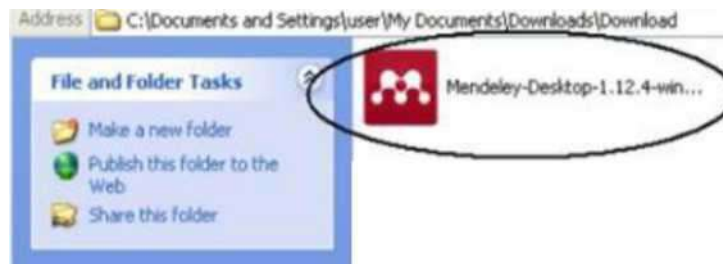 Address C:\Documents and Settings\user\My Documents\Downloads\Download
File and Folder Tasks
Mendeley-Desktop-1.12.4-win...
Make a new folder
Publish this folder to the
Web
Share this folder